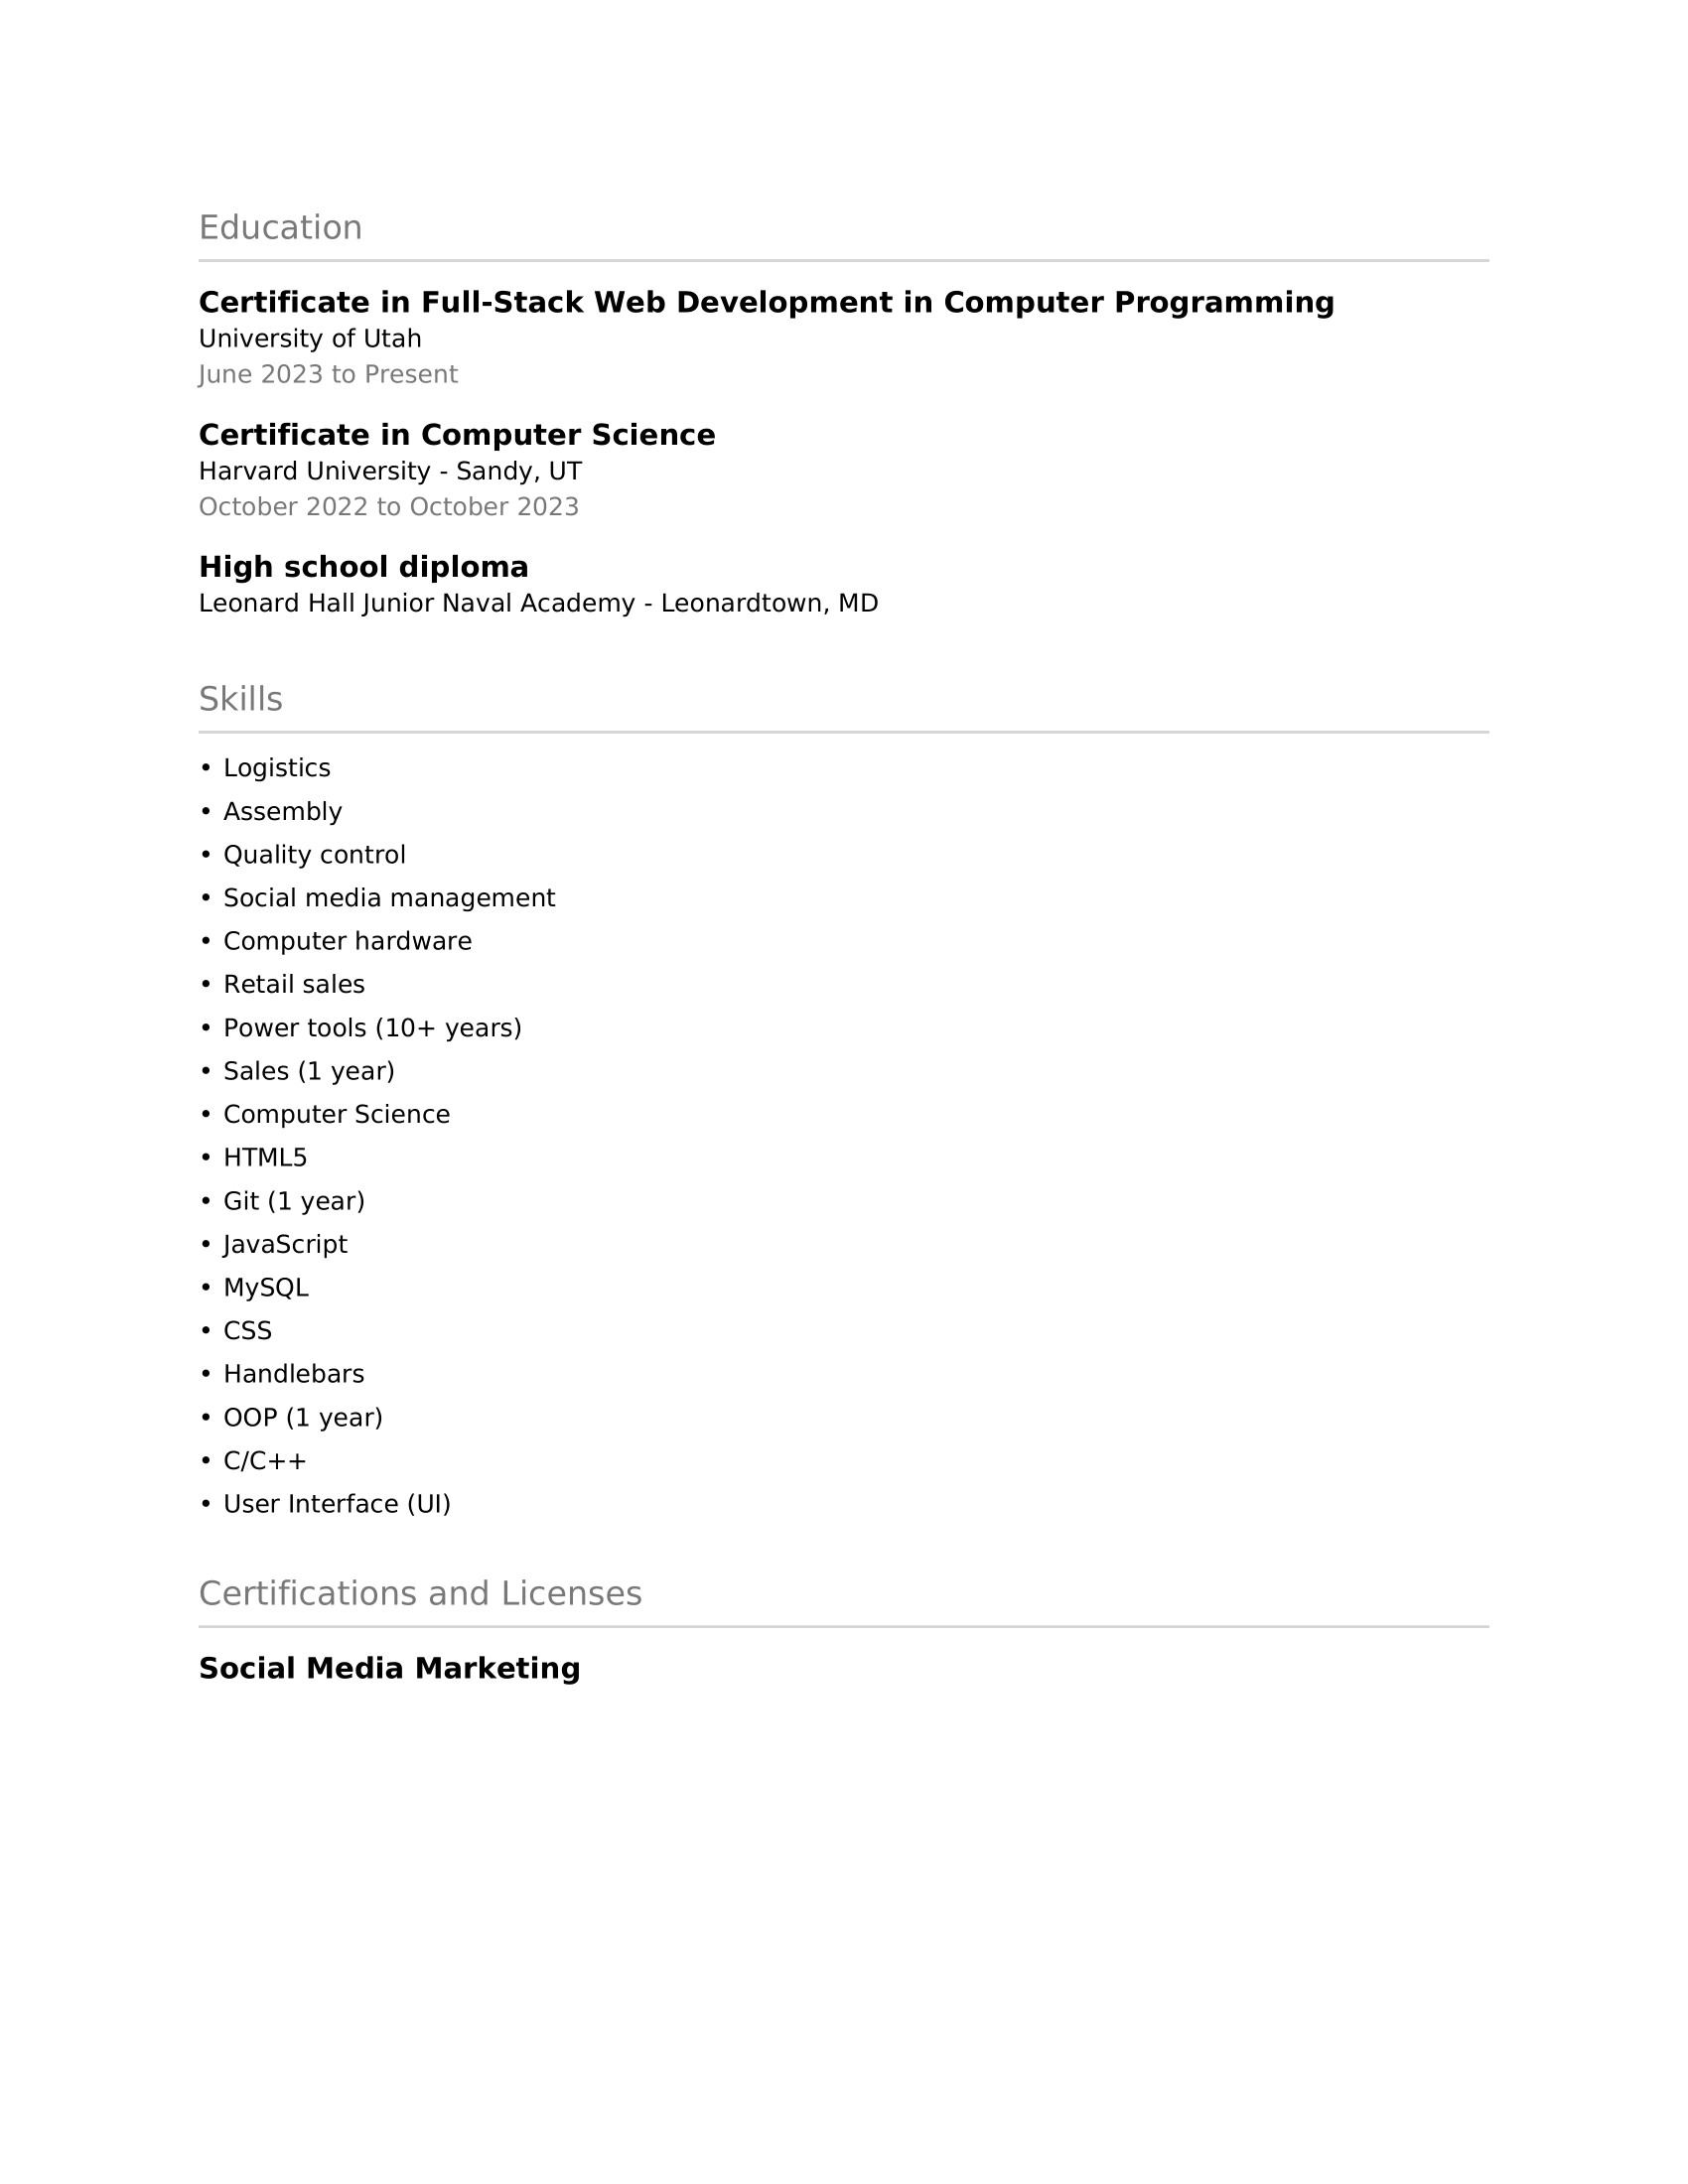 Education
Certificate in Full-Stack Web Development in Computer Programming
University of Utah
June 2023 to Present
Certificate in Computer Science
Harvard University - Sandy, UT
October 2022 to October 2023
High school diploma
Leonard Hall Junior Naval Academy - Leonardtown, MD
Skills
• Logistics
• Assembly
• Quality control
• Social media management
• Computer hardware
• Retail sales
• Power tools (10+ years)
• Sales (1 year)
• Computer Science
• HTML5
• Git (1 year)
• JavaScript
• MySQL
• CSS
• Handlebars
• OOP (1 year)
• C/C++
• User Interface (UI)
Certifications and Licenses
Social Media Marketing